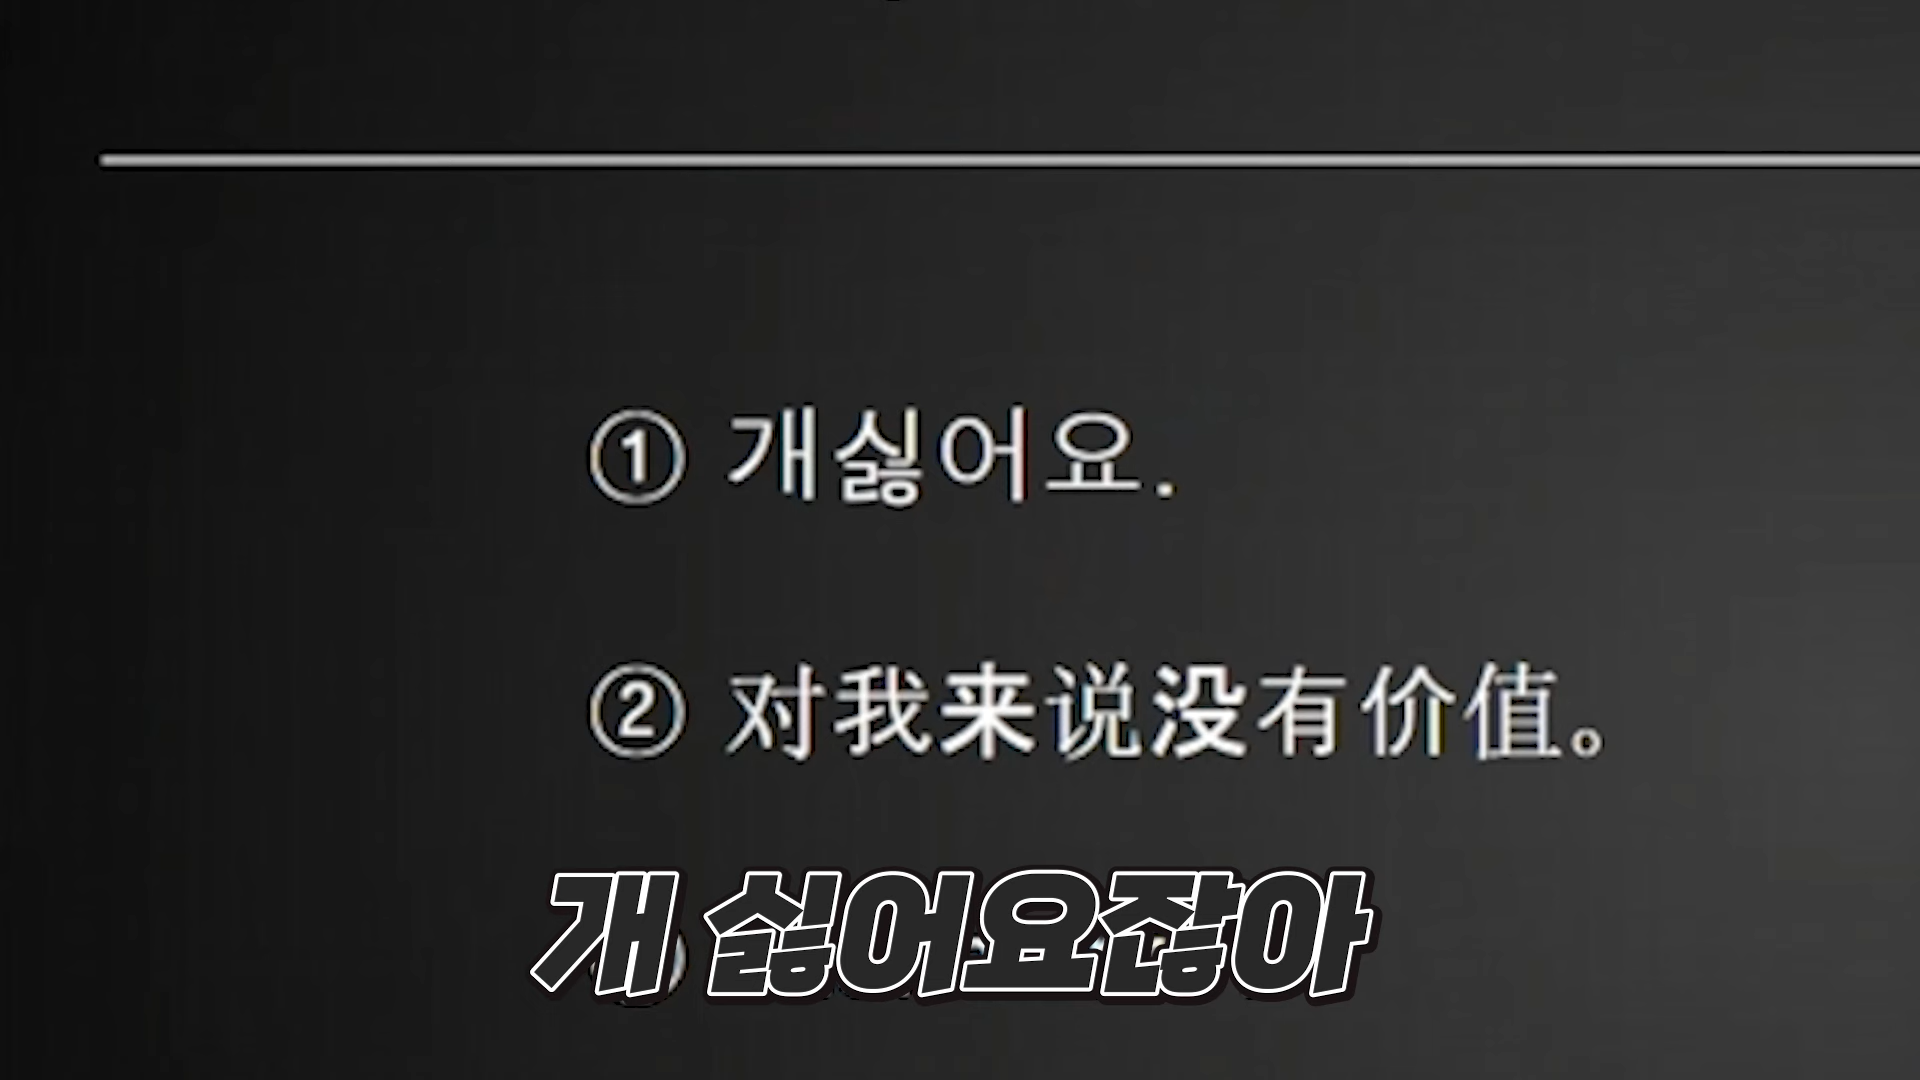 ① 개싫어요.
② 对我来说没有价值。
개 싫어요잖아